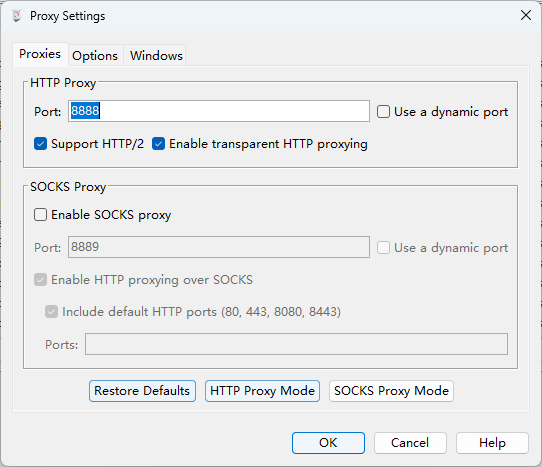 Proxy Settings
Proxies Options Windows
HTTP Proxy
Port: 8888 Use a dynamic port
Support HTTP/2 Enable transparent HTTP proxying
SOCKS Proxy
Enable SOCKS proxy
Port: 8889 Use a dynamic port
Enable HTTP proxying over SOCKS
Include default HTTP ports (80, 443, 8080, 8443)
Ports:
Restore Defaults HTTP Proxy Mode SOCKS Proxy Mode
OK Cancel Help